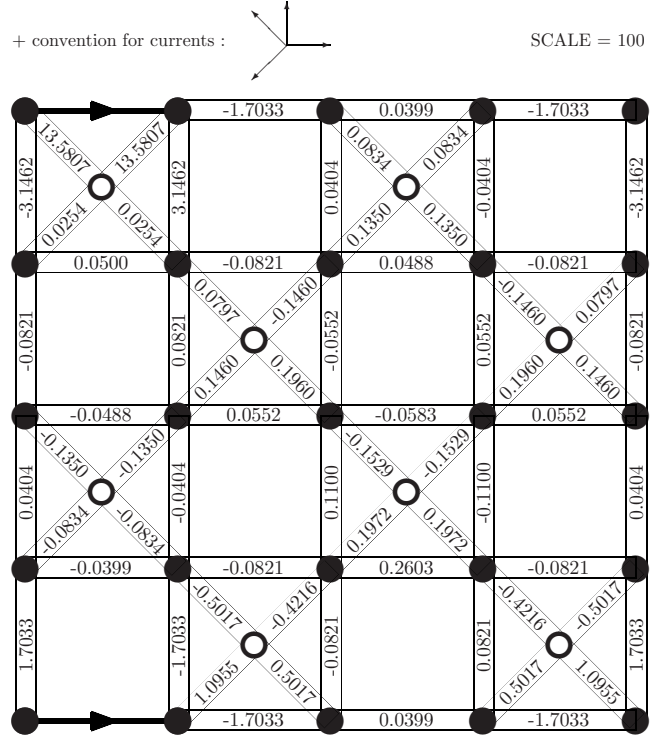 + convention for currents :
SCALE = 100
-1.7033 0.0399 -1.7033
13.5807 13.5807 0.0834 0.0834
-3.1462 3.1462 0.0404 -0.0404 -3.1462
0.0254 0.0254 0.1350 0.1350
0.0500 -0.0821 0.0488 -0.0821
0.0797 -0.1460 -0.1460 0.0797
-0.0821 0.0821 -0.0552 0.0552 -0.0821
0.1460 0.1960 0.1960 0.1460
-0.0488 0.0552 -0.0583 0.0552
-0.1350 -0.1350 -0.1529 -0.1529
0.0404 -0.0404 0.1100 -0.1100 0.0404
-0.0834 -0.0834 0.1972 0.1972
-0.0399 -0.0821 0.2603 -0.0821
-0.5017 -0.4216 -0.4216 -0.5017
1.7033 -1.7033 -0.0821 0.0821 1.7033
1.0955 0.5017 0.5017 1.0955
-1.7033 0.0399 -1.7033